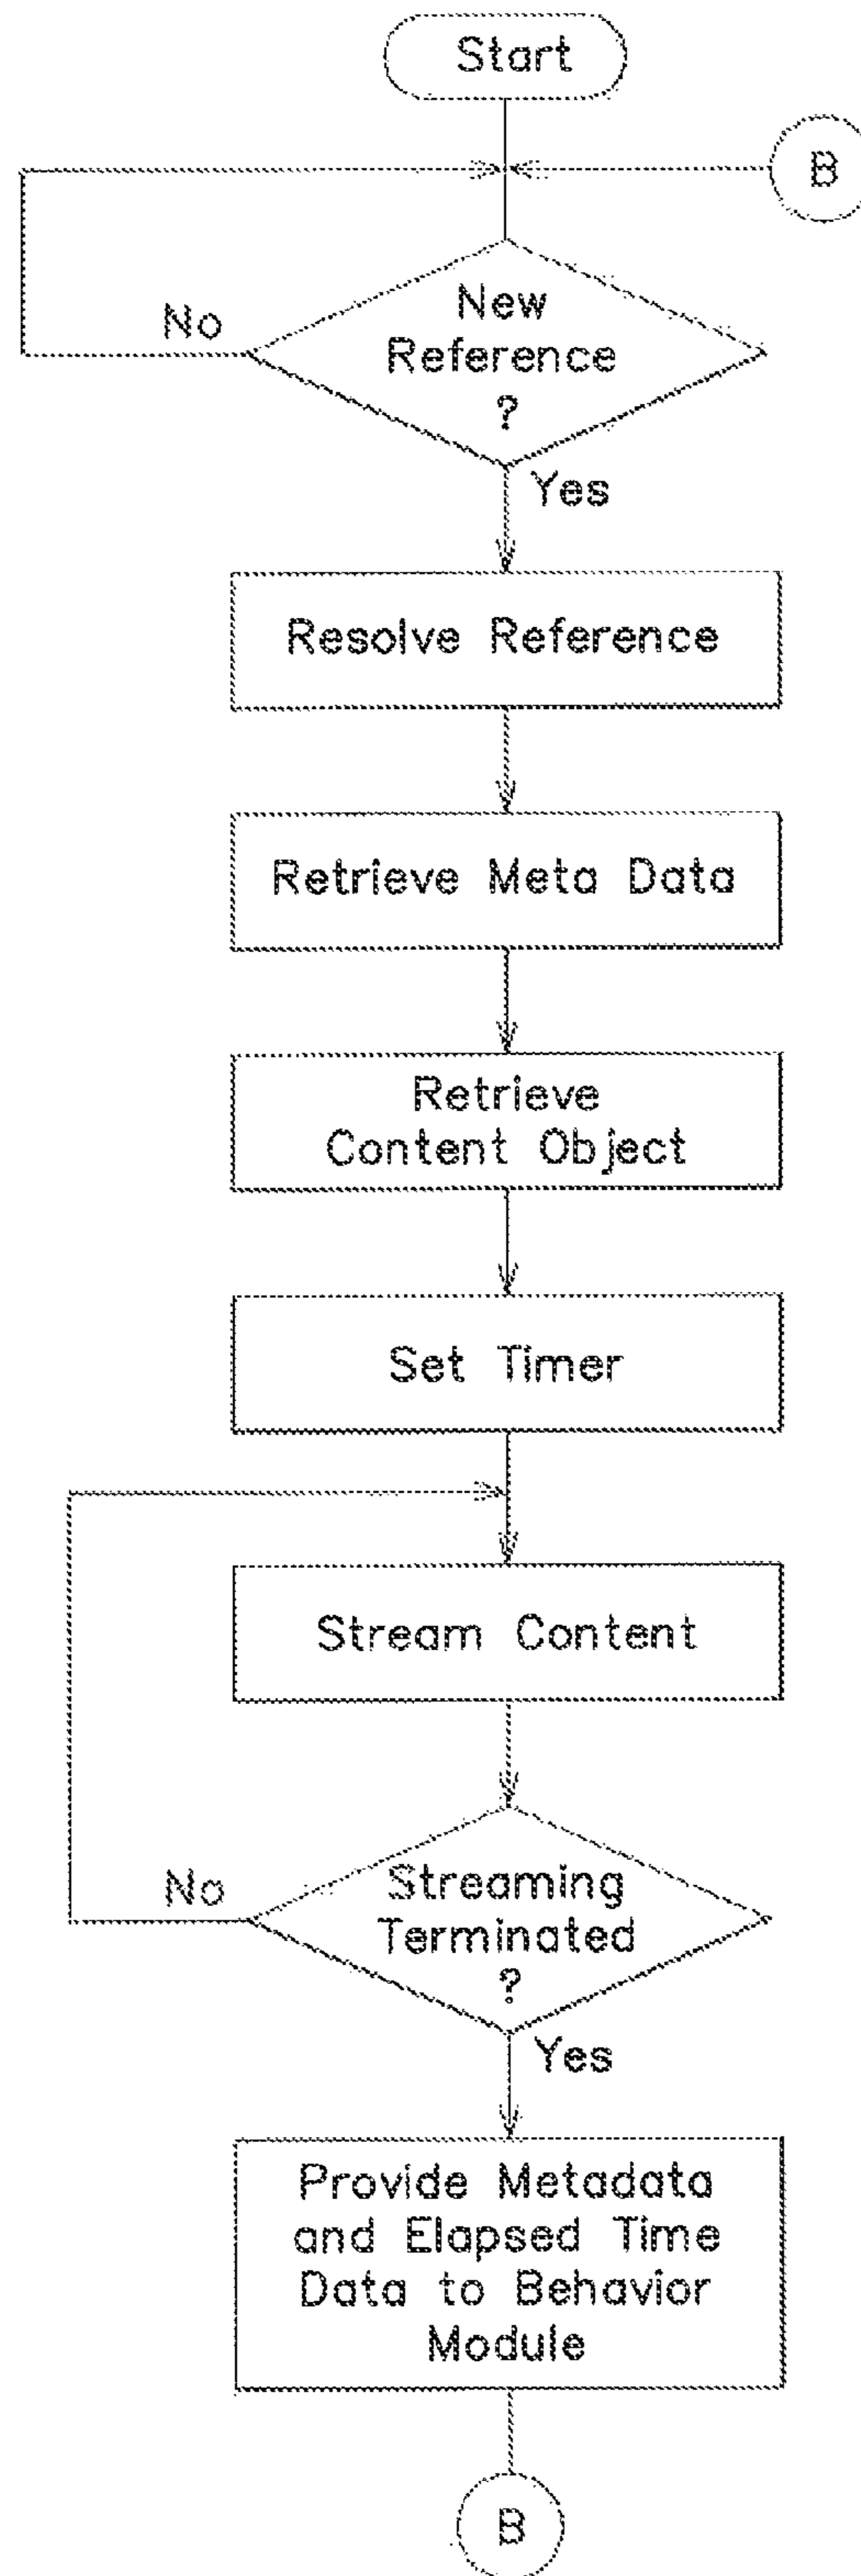 Start
B
New
Reference
?
No
Yes
Resolve Reference
Retrieve Meta Data
Retrieve
Content Object
Set Timer
Stream Content
Streaming
Terminated
?
No
Yes
Provide Metadata
and Elapsed Time
Data to Behavior
Module
B